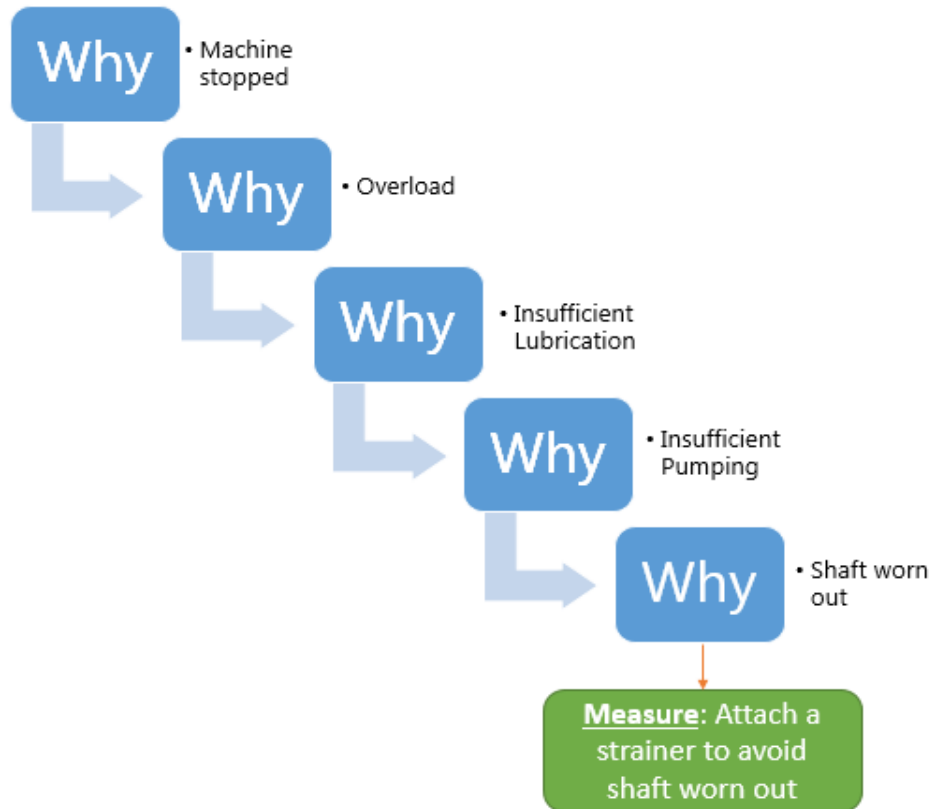 Why
• Machine
stopped
Why
• Overload
Why
• Insufficient
Lubrication
Why
• Insufficient
Pumping
Why
• Shaft worn
out
Measure: Attach a
strainer to avoid
shaft worn out